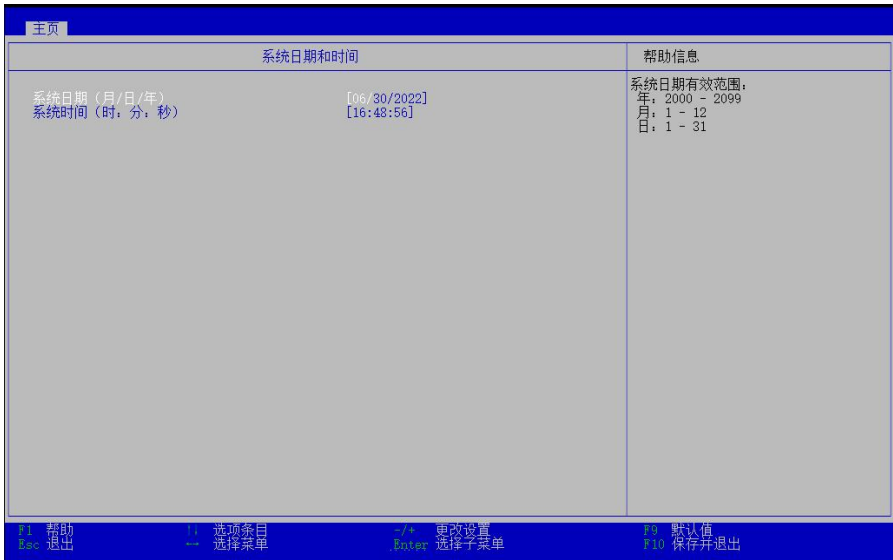 主页
系统日期和时间
帮助信息
系统日期（月/日/年） [06/30/2022]
系统时间（时：分：秒） [16:48:56]
系统日期有效范围：
年：2000 - 2099
月：1 - 12
日：1 - 31
F1 帮助 ↑↓ 选项条目 -/+ 更改设置 F9 默认值
Esc 退出 ←→ 选择菜单 Enter 选择子菜单 F10 保存并退出